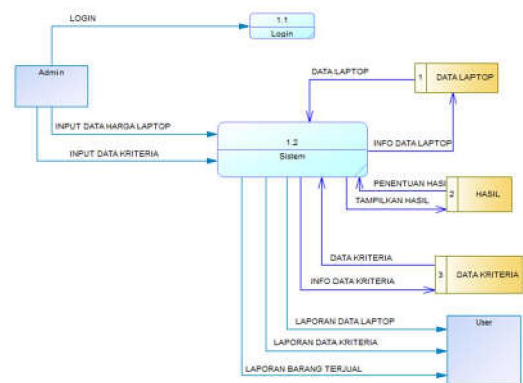 LOGIN
1.1
Login
Admin
DATA LAPTOP
1 DATA LAPTOP
INPUT DATA HARGA LAPTOP
1.2
Sistem
INFO DATA LAPTOP
INPUT DATA KRITERIA
PENENTUAN HASI
2 HASIL
TAMPILKAN HASIL
DATA KRITERIA
3 DATA KRITERIA
INFO DATA KRITERIA
User
LAPORAN DATA LAPTOP
LAPORAN DATA KRITERIA
LAPORAN BARANG TERJUAL